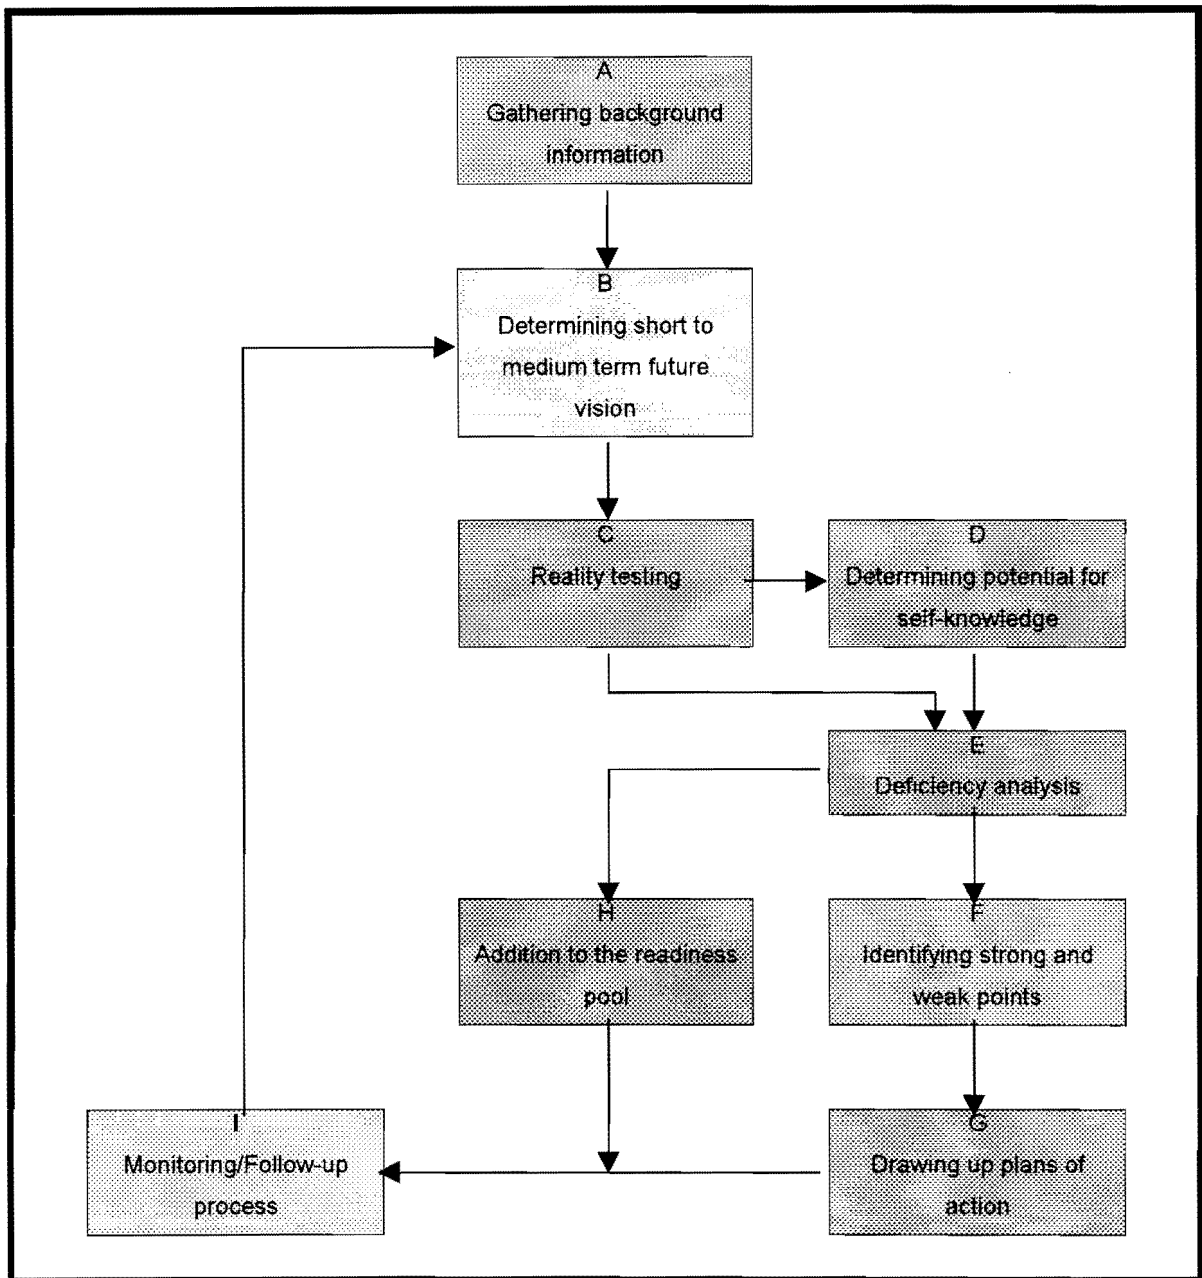 A
Gathering background
information
B
Determining short to
medium term future
vision
C
Reality testing
D
Determining potential for
self-knowledge
E
Deficiency analysis
H
Addition to the readiness
pool
F
Identifying strong and
weak points
I
Monitoring/Follow-up
process
G
Drawing up plans of
action